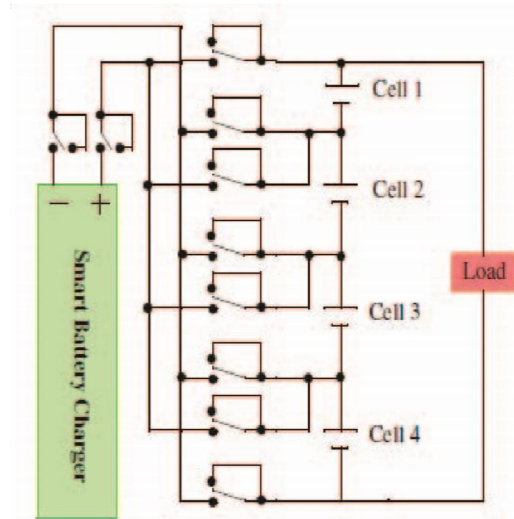 Cell 1
Cell 2
Cell 3
Cell 4
Load
− +
Smart Battery Charger